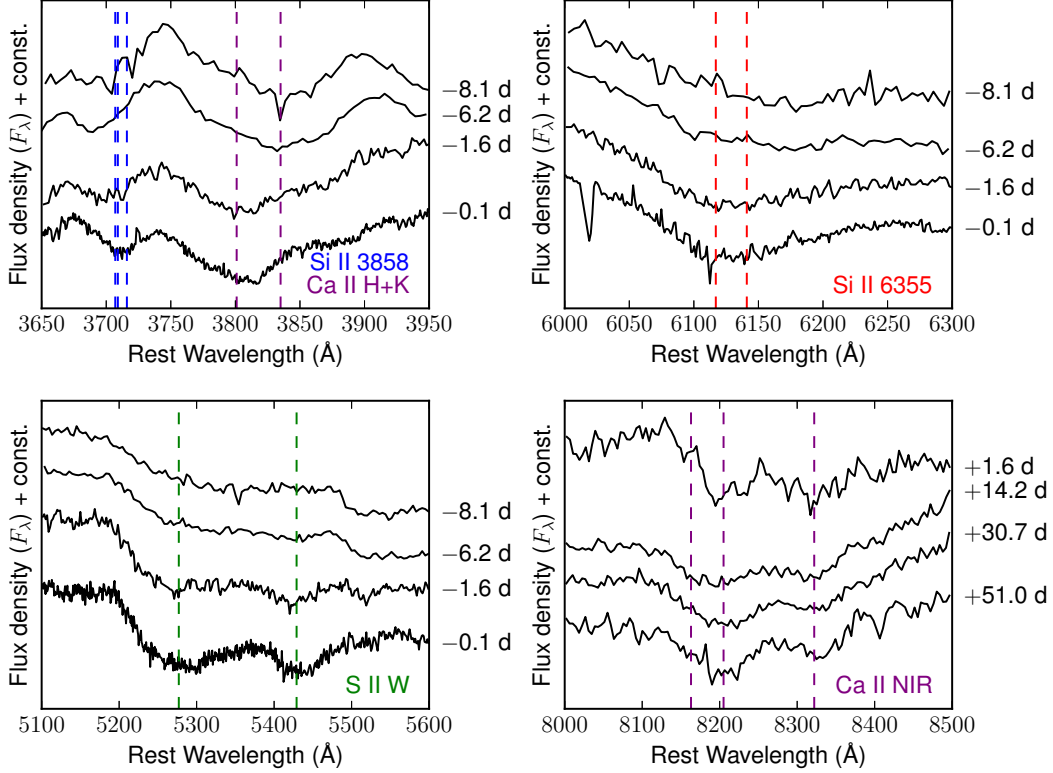 Flux density (F_λ) + const.
−8.1 d
−6.2 d
−1.6 d
−0.1 d
Si II 3858
Ca II H+K
3650 3700 3750 3800 3850 3900 3950
Rest Wavelength (Å)
Flux density (F_λ) + const.
−8.1 d
−6.2 d
−1.6 d
−0.1 d
Si II 6355
6000 6050 6100 6150 6200 6250 6300
Rest Wavelength (Å)
Flux density (F_λ) + const.
−8.1 d
−6.2 d
−1.6 d
−0.1 d
S II W
5100 5200 5300 5400 5500 5600
Rest Wavelength (Å)
Flux density (F_λ) + const.
+1.6 d
+14.2 d
+30.7 d
+51.0 d
Ca II NIR
8000 8100 8200 8300 8400 8500
Rest Wavelength (Å)